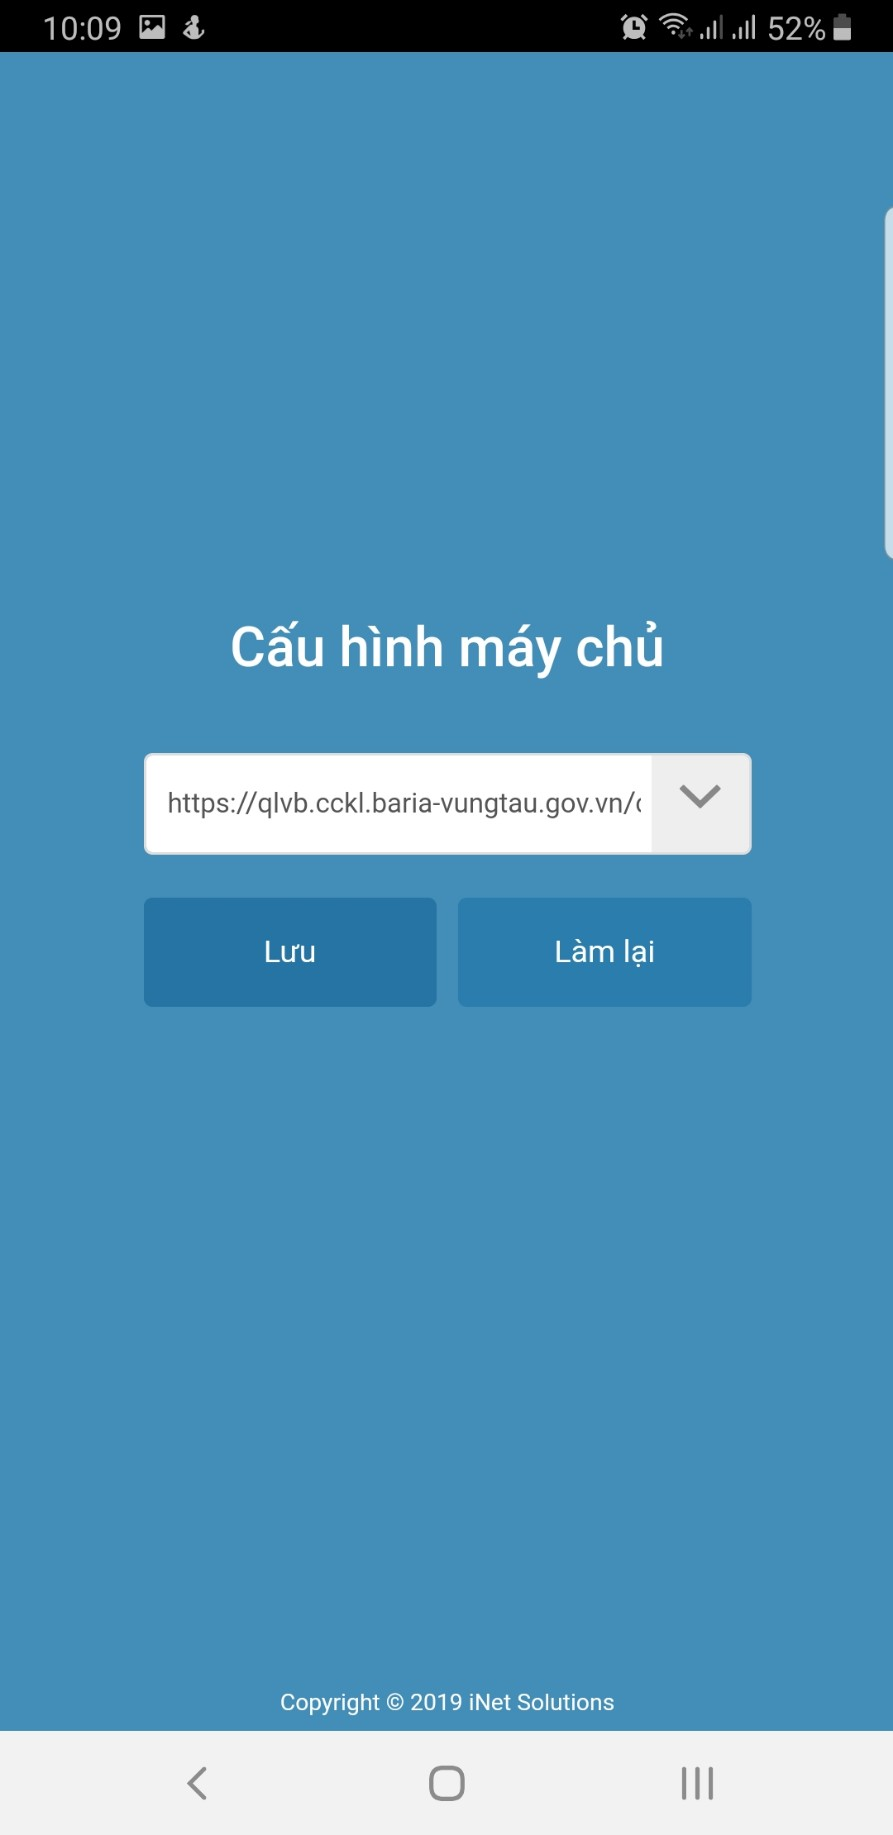 10:09
52%
Cấu hình máy chủ
https://qlvb.cckl.baria-vungtau.gov.vn/
Lưu
Làm lại
Copyright © 2019 iNet Solutions